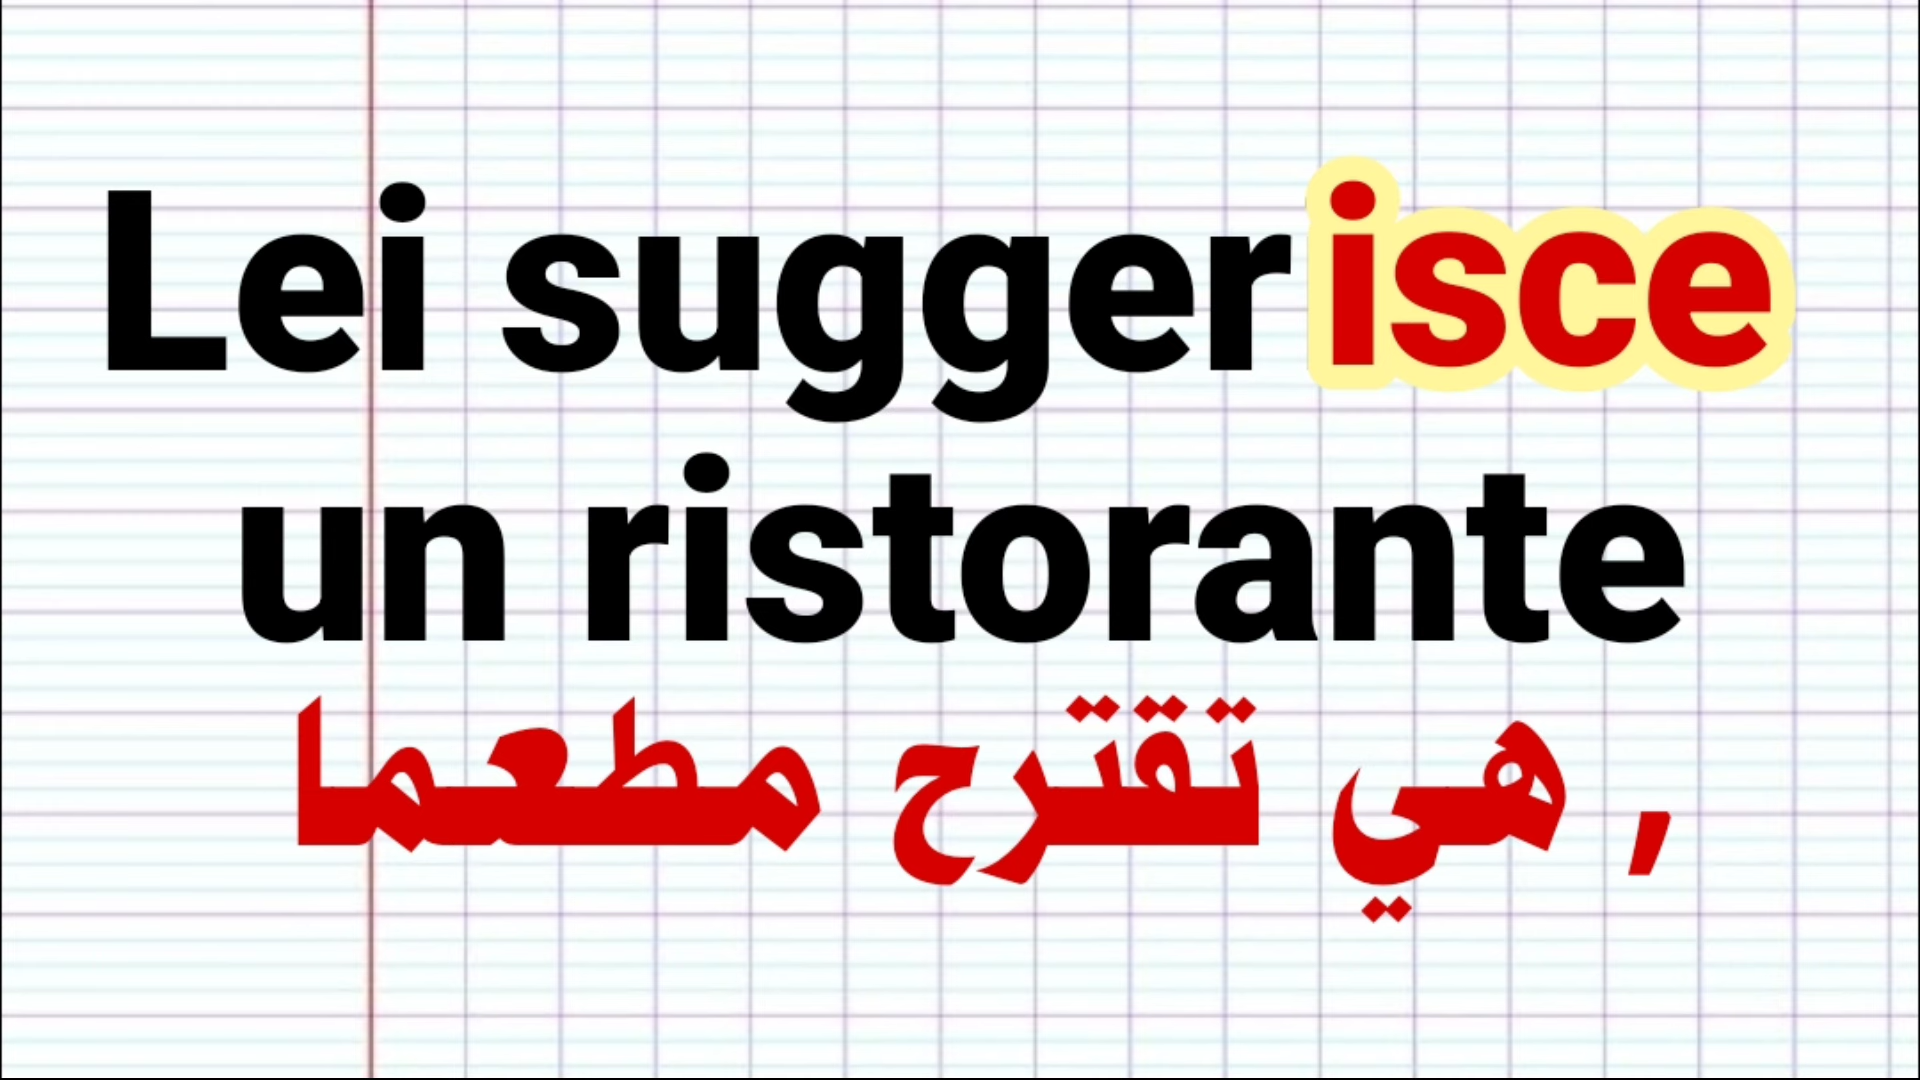 Lei suggerisce
un ristorante
, هي تقترح مطعما